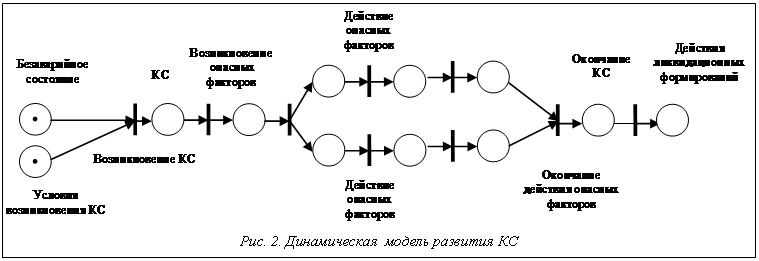 Действие
опасных
факторов
Безаварийное
состояние
КС
Возникновение
опасных
факторов
Окончание
КС
Действия
ликвидационных
формирований
Возникновение КС
Условия
возникновения КС
Действие
опасных
факторов
Окончание
действия опасных
факторов
Рис. 2. Динамическая модель развития КС